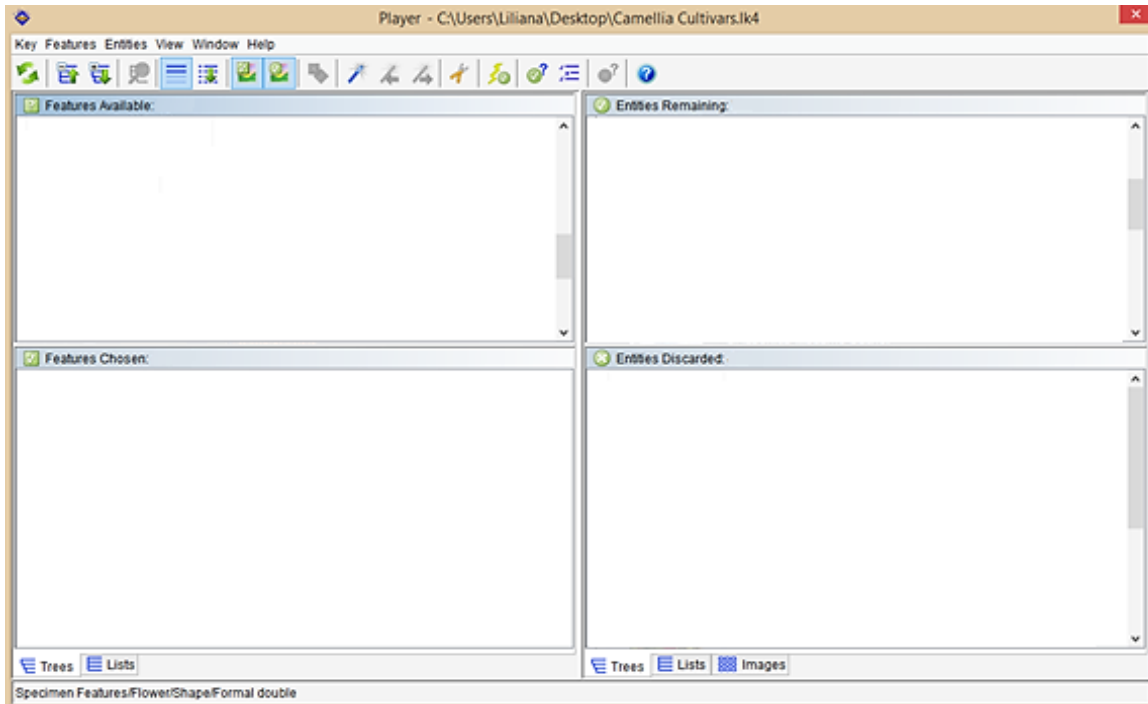 Player - C:\Users\Liliana\Desktop\Camellia Cultivars.lk4
Key Features Entities View Window Help
Features Available:
Entities Remaining:
Features Chosen:
Entities Discarded:
Trees Lists
Trees Lists Images
Specimen Features/Flower/Shape/Formal double